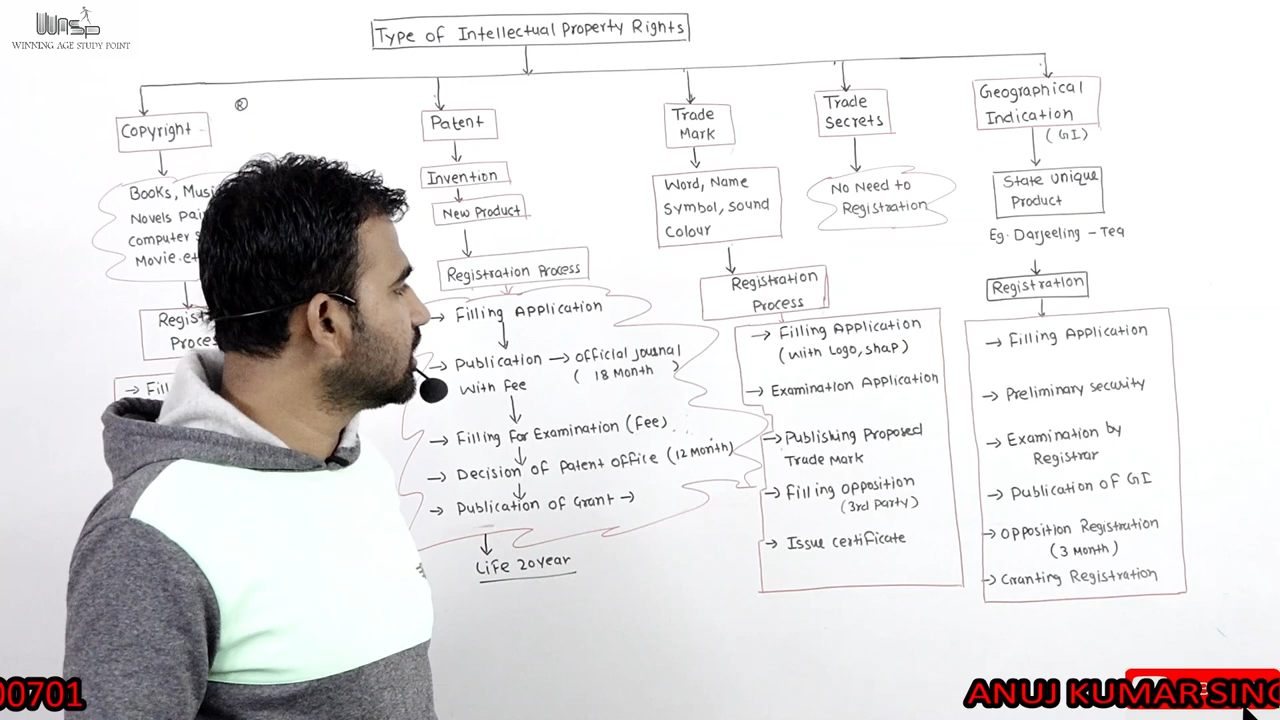 WASP
WINNING AGE STUDY POINT
Type of Intellectual Property Rights
Copyright
®
Books, Musi
Novels pai
computer s
Movie.et
Regist
Proces
Fil
Patent
Invention
New Product
Registration Process
→ Filling Application
→ Publication → official journal
With Fee ( 18 Month )
→ Filling for Examination (Fee)
→ Decision of Patent office (12 month)
→ Publication of Grant →
Life 20year
Trade
Mark
Word, Name
Symbol, sound
Colour
Registration
Process
→ Filling Application
(With Logo, shap)
→ Examination Application
→ Publishing Proposed
Trade Mark
→ Filling opposition
(3rd Party)
→ Issue certificate
Trade
Secrets
No Need to
Registration
Geographical
Indication
(GI)
State unique
Product
Eg. Darjeeling - Tea
Registration
→ Filling Application
→ Preliminary security
→ Examination by
Registrar
→ Publication of GI
→ Opposition Registration
(3 Month)
→ Granting Registration
00701
ANUJ KUMAR SING